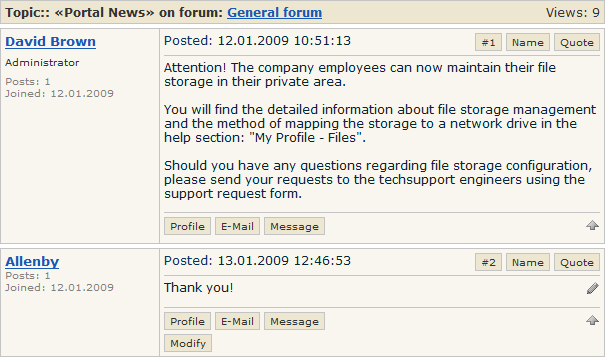 Topic:: «Portal News» on forum: General forum Views: 9
David Brown
Administrator
Posts: 1
Joined: 12.01.2009
Posted: 12.01.2009 10:51:13 #1 Name Quote
Attention! The company employees can now maintain their file
storage in their private area.
You will find the detailed information about file storage management
and the method of mapping the storage to a network drive in the
help section: "My Profile - Files".
Should you have any questions regarding file storage configuration,
please send your requests to the techsupport engineers using the
support request form.
Profile E-Mail Message
Allenby
Posts: 1
Joined: 12.01.2009
Posted: 13.01.2009 12:46:53 #2 Name Quote
Thank you!
Profile E-Mail Message
Modify